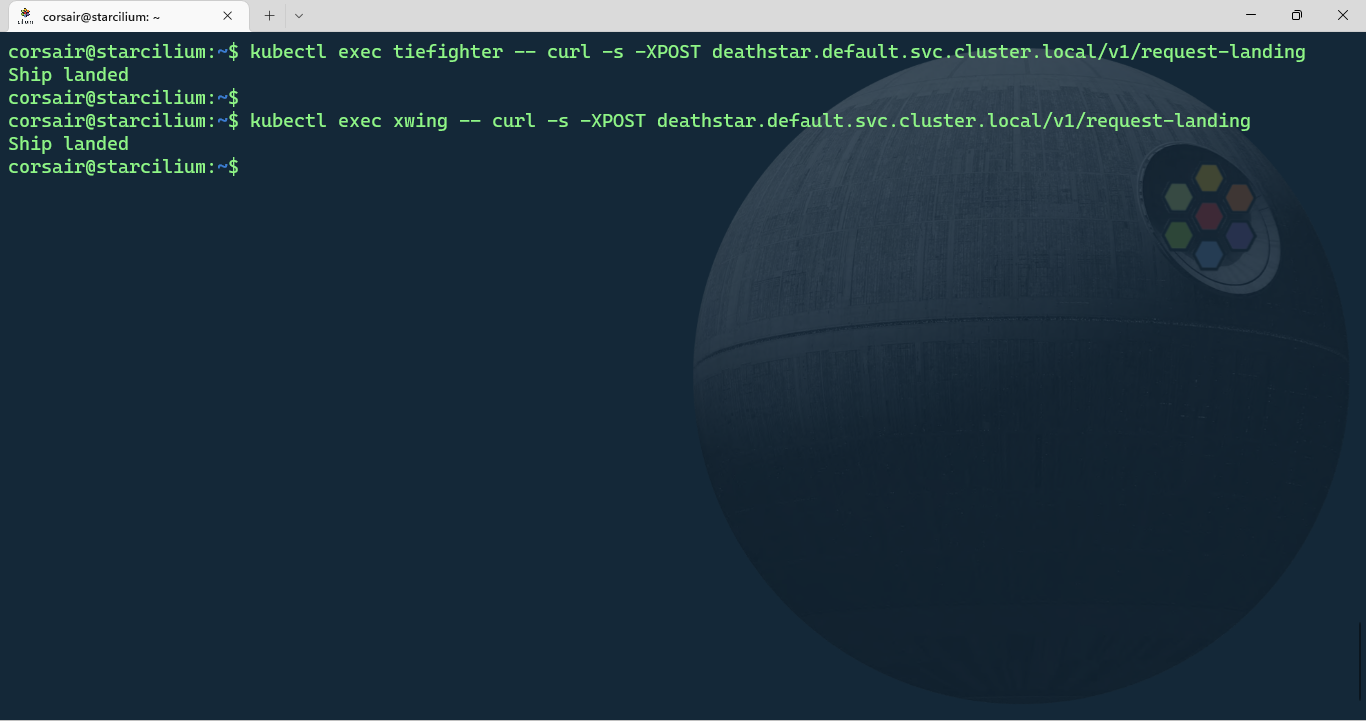 corsair@starcilium: ~
corsair@starcilium:~$ kubectl exec tiefighter -- curl -s -XPOST deathstar.default.svc.cluster.local/v1/request-landing
Ship landed
corsair@starcilium:~$
corsair@starcilium:~$ kubectl exec xwing -- curl -s -XPOST deathstar.default.svc.cluster.local/v1/request-landing
Ship landed
corsair@starcilium:~$